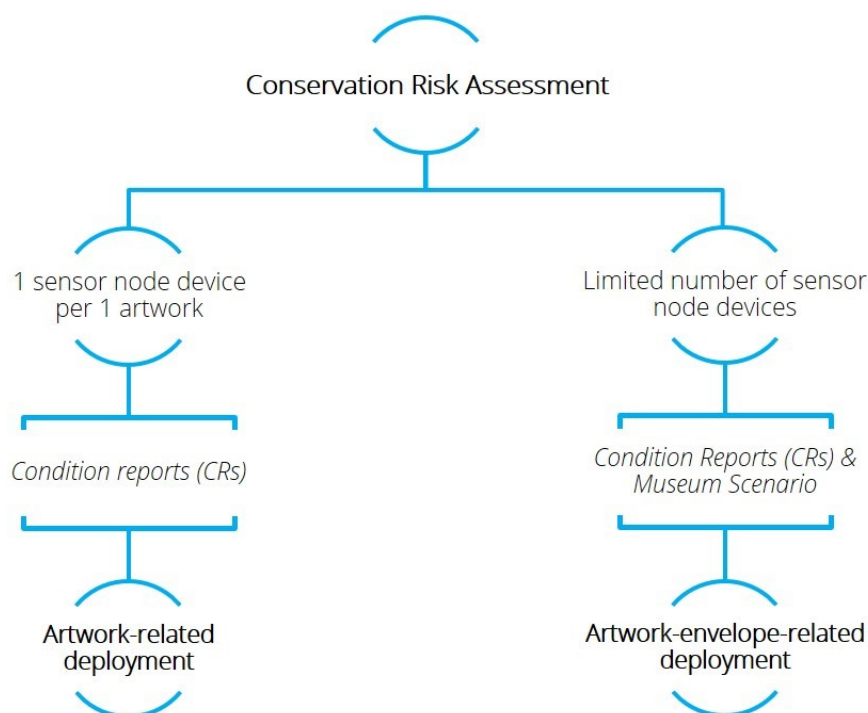 Conservation Risk Assessment
1 sensor node device
per 1 artwork
Limited number of sensor
node devices
Condition reports (CRs)
Condition Reports (CRs) &
Museum Scenario
Artwork-related
deployment
Artwork-envelope-related
deployment